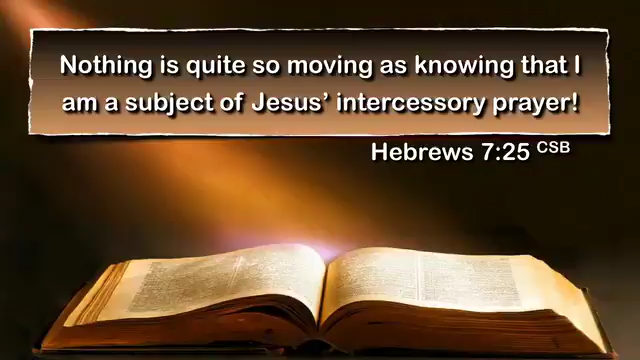 Nothing is quite so moving as knowing that I
am a subject of Jesus’ intercessory prayer!
Hebrews 7:25 CSB